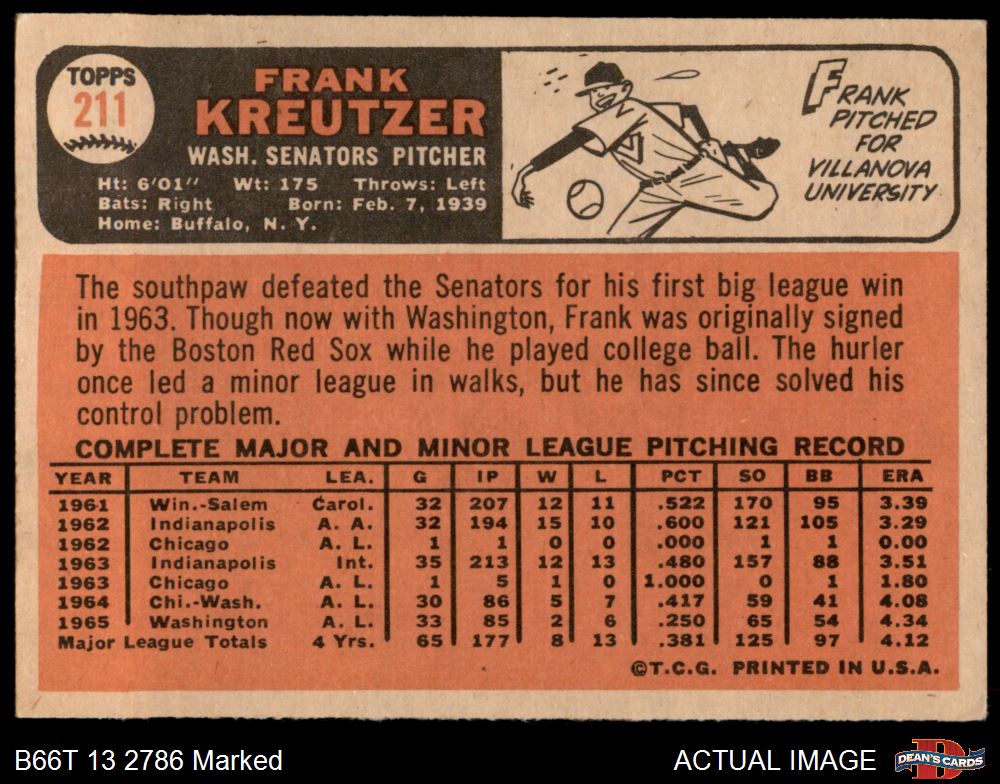 TOPPS
211
FRANK
KREUTZER
WASH. SENATORS PITCHER
Ht: 6'01" Wt: 175 Throws: Left
Bats: Right Born: Feb. 7, 1939
Home: Buffalo, N. Y.
FRANK
PITCHED
FOR
VILLANOVA
UNIVERSITY
The southpaw defeated the Senators for his first big league win
in 1963. Though now with Washington, Frank was originally signed
by the Boston Red Sox while he played college ball. The hurler
once led a minor league in walks, but he has since solved his
control problem.
COMPLETE MAJOR AND MINOR LEAGUE PITCHING RECORD
YEAR TEAM LEA. G IP W L PCT SO BB ERA
1961 Win.-Salem Carol. 32 207 12 11 .522 170 95 3.39
1962 Indianapolis A. A. 32 194 15 10 .600 121 105 3.29
1962 Chicago A. L. 1 1 0 0 .000 1 1 0.00
1963 Indianapolis Int. 35 213 12 13 .480 157 88 3.51
1963 Chicago A. L. 1 5 1 0 1.000 0 1 1.80
1964 Chi.-Wash. A. L. 30 86 5 7 .417 59 41 4.08
1965 Washington A. L. 33 85 2 6 .250 65 54 4.34
Major League Totals 4 Yrs. 65 177 8 13 .381 125 97 4.12
©T.C.G. PRINTED IN U.S.A.
B66T 13 2786 Marked
ACTUAL IMAGE
DEAN'S CARDS